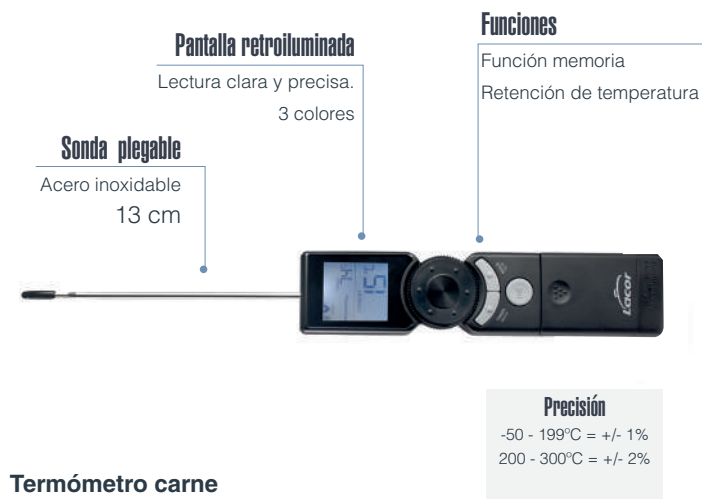 Funciones
Pantalla retroiluminada
Función memoria
Lectura clara y precisa.
Retención de temperatura
3 colores
Sonda plegable
Acero inoxidable
13 cm
Lacor
Precisión
-50 - 199ºC = +/- 1%
200 - 300ºC = +/- 2%
Termómetro carne